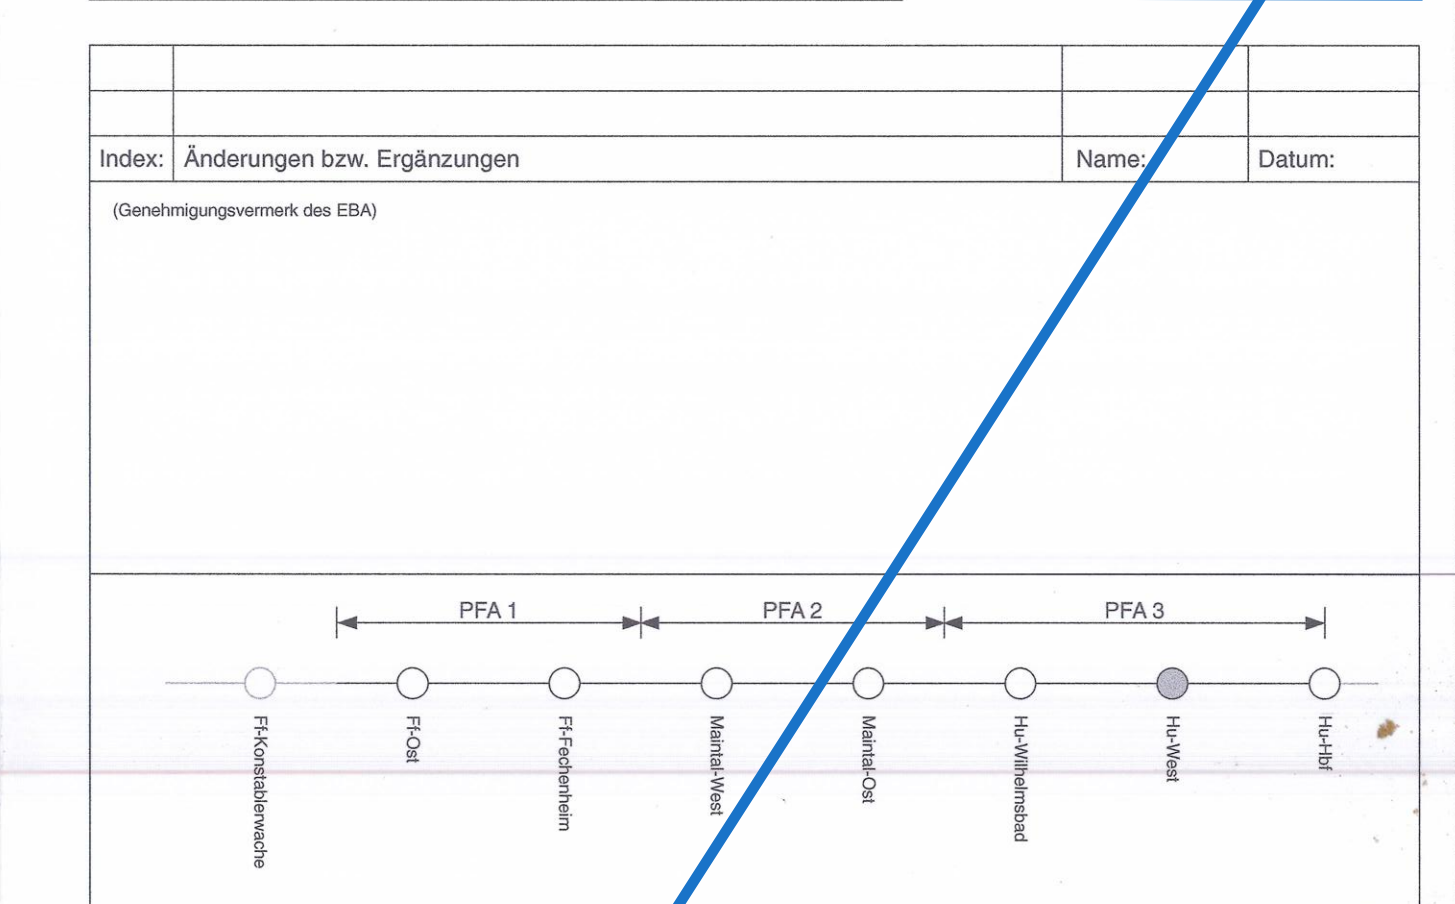 Index: Änderungen bzw. Ergänzungen Name: Datum:
(Genehmigungsvermerk des EBA)
PFA 1 PFA 2 PFA 3
Ff-Konstablerwache
Ff-Ost
Ff-Fechenheim
Maintal-West
Maintal-Ost
Hu-Wilhelmsbad
Hu-West
Hu-Hbf